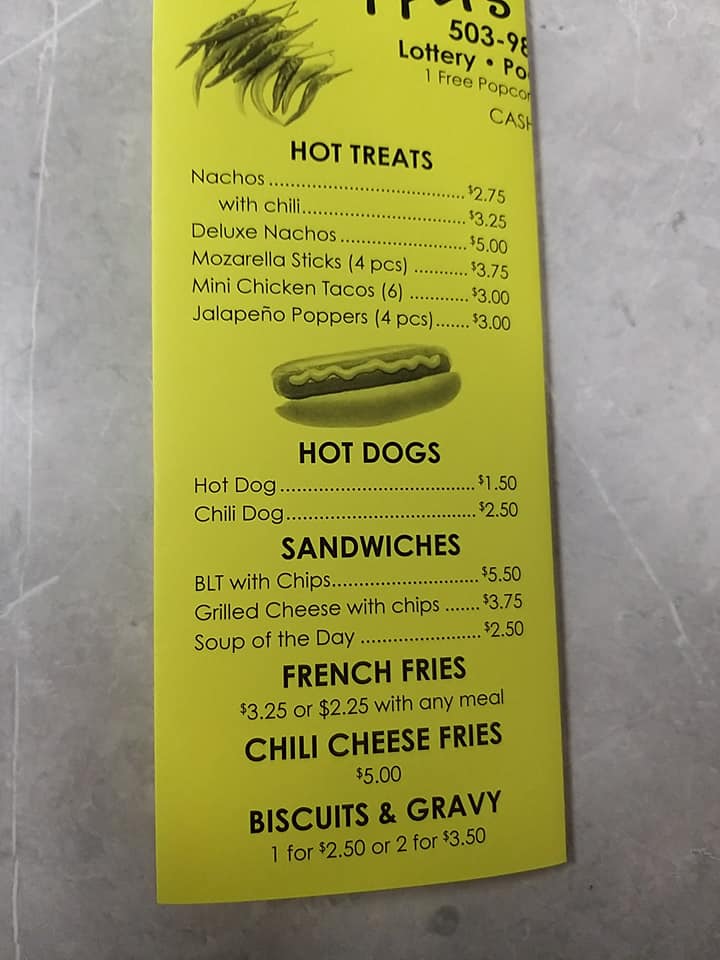 503-98
Lottery • Po
1 Free Popcor
CASH
HOT TREATS
Nachos ........................................ $2.75
with chili................................. $3.25
Deluxe Nachos ......................... $5.00
Mozarella Sticks (4 pcs) ........... $3.75
Mini Chicken Tacos (6) ............ $3.00
Jalapeño Poppers (4 pcs)....... $3.00
HOT DOGS
Hot Dog................................... $1.50
Chili Dog.................................. $2.50
SANDWICHES
BLT with Chips........................... $5.50
Grilled Cheese with chips ....... $3.75
Soup of the Day ...................... $2.50
FRENCH FRIES
$3.25 or $2.25 with any meal
CHILI CHEESE FRIES
$5.00
BISCUITS & GRAVY
1 for $2.50 or 2 for $3.50